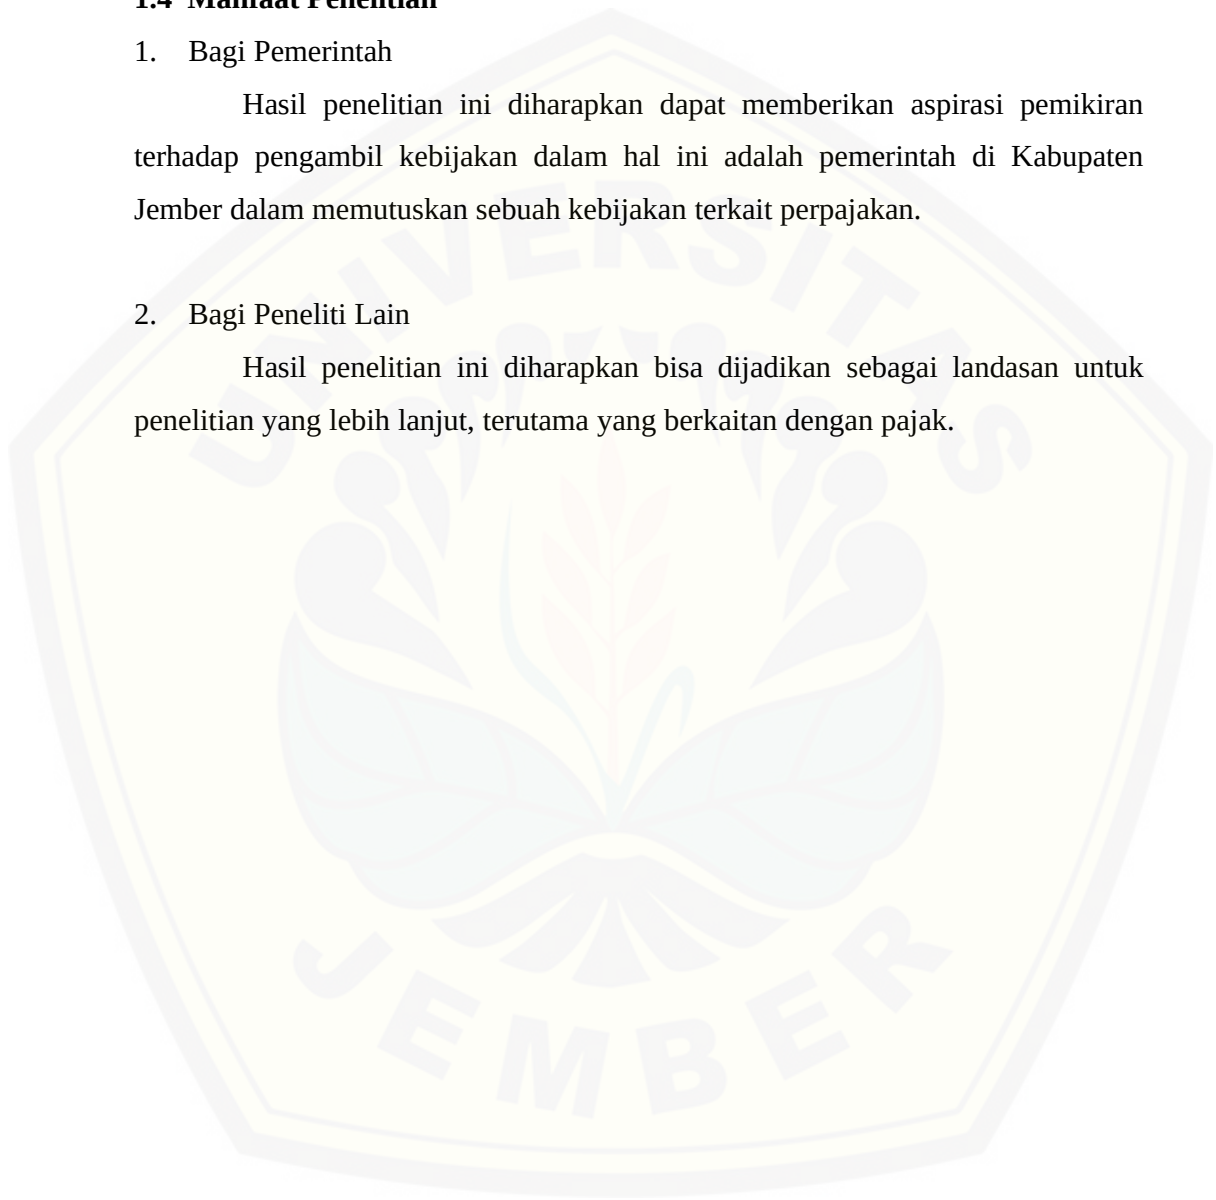 1.4 Manfaat Penelitian
1. Bagi Pemerintah
Hasil penelitian ini diharapkan dapat memberikan aspirasi pemikiran
terhadap pengambil kebijakan dalam hal ini adalah pemerintah di Kabupaten
Jember dalam memutuskan sebuah kebijakan terkait perpajakan.
2. Bagi Peneliti Lain
Hasil penelitian ini diharapkan bisa dijadikan sebagai landasan untuk
penelitian yang lebih lanjut, terutama yang berkaitan dengan pajak.
UNIVERSITAS
JEMBER